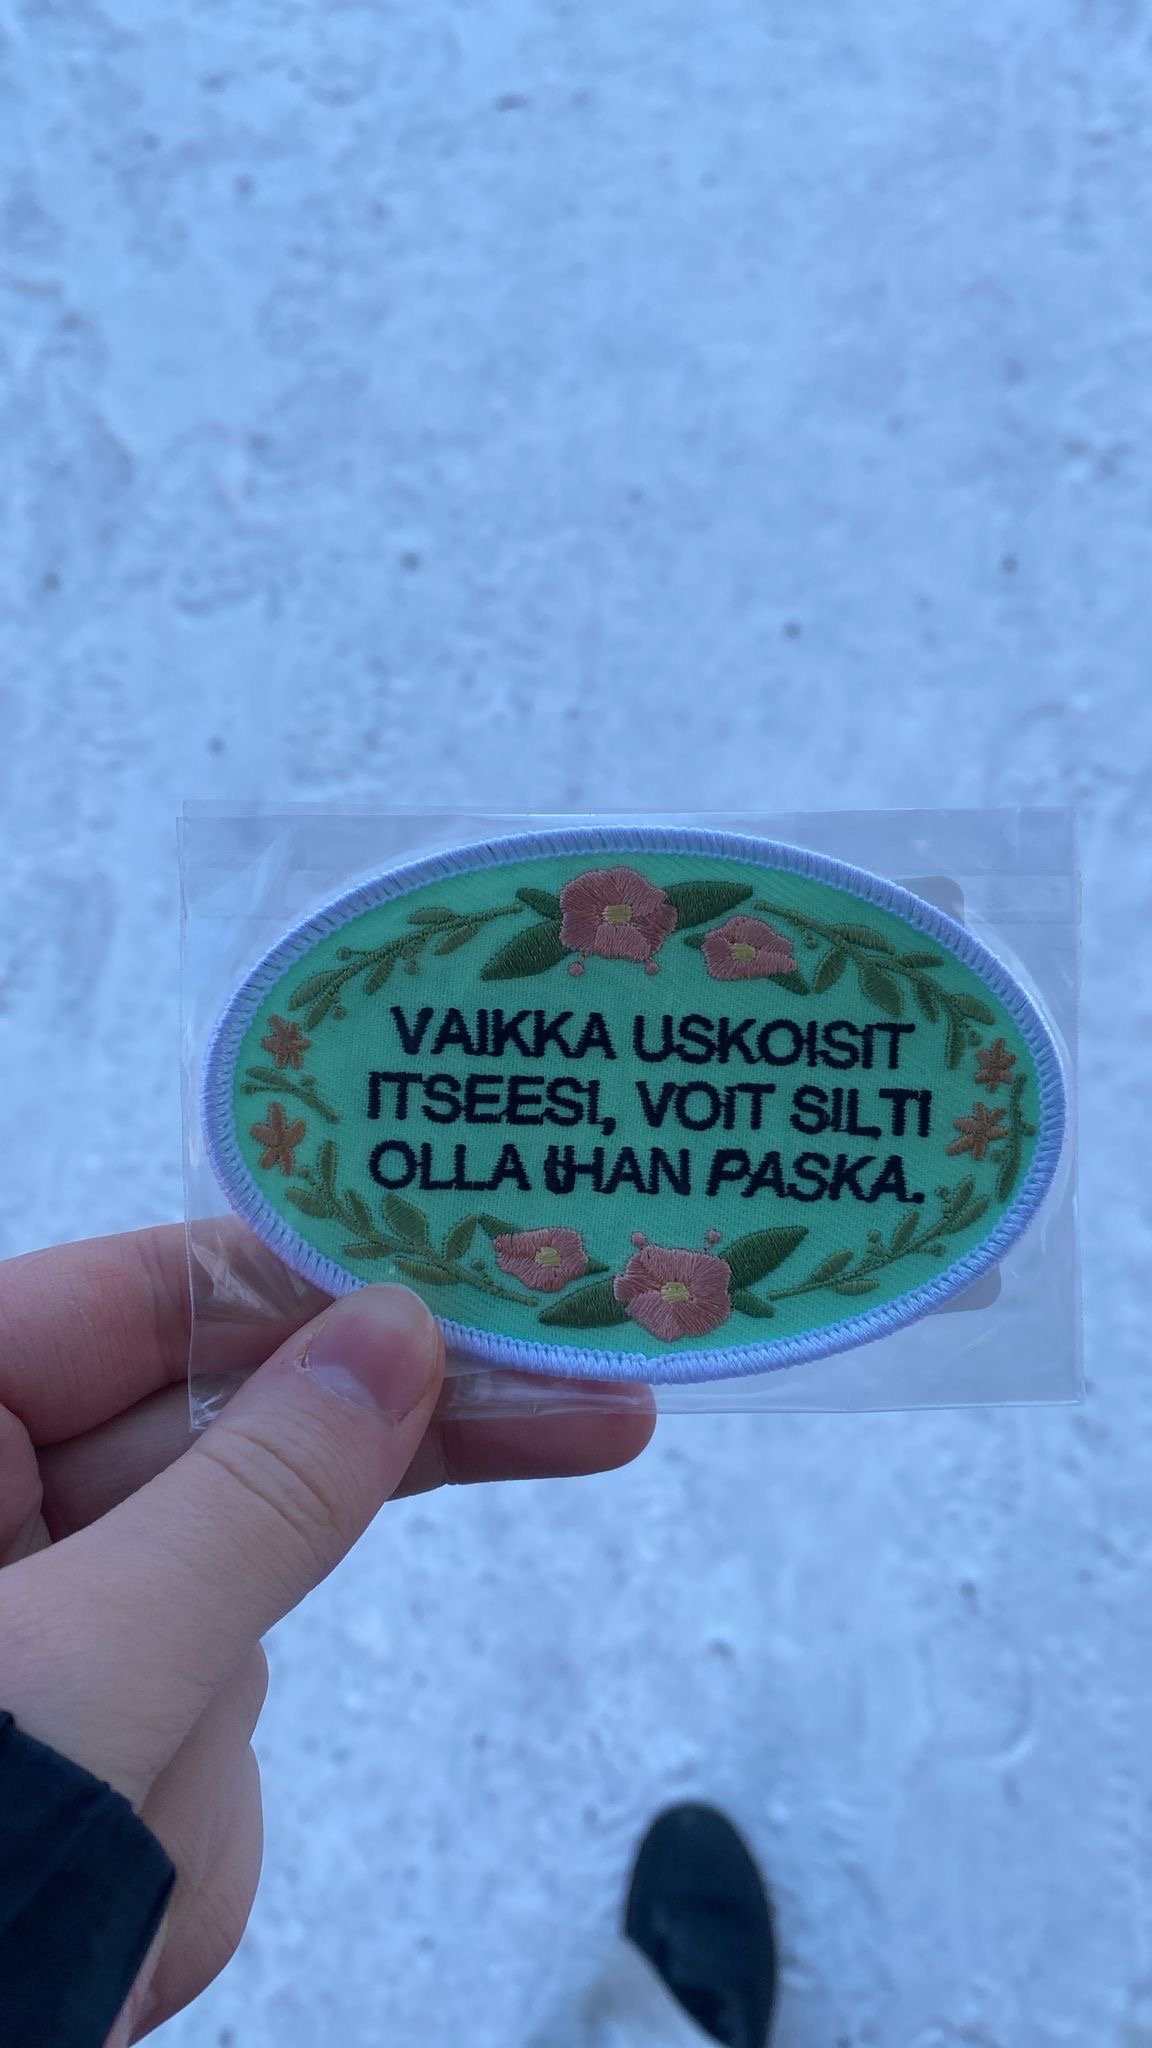 VAIKKA USKOISIT
ITSEESI, VOIT SILTI
OLLA IHAN PASKA.